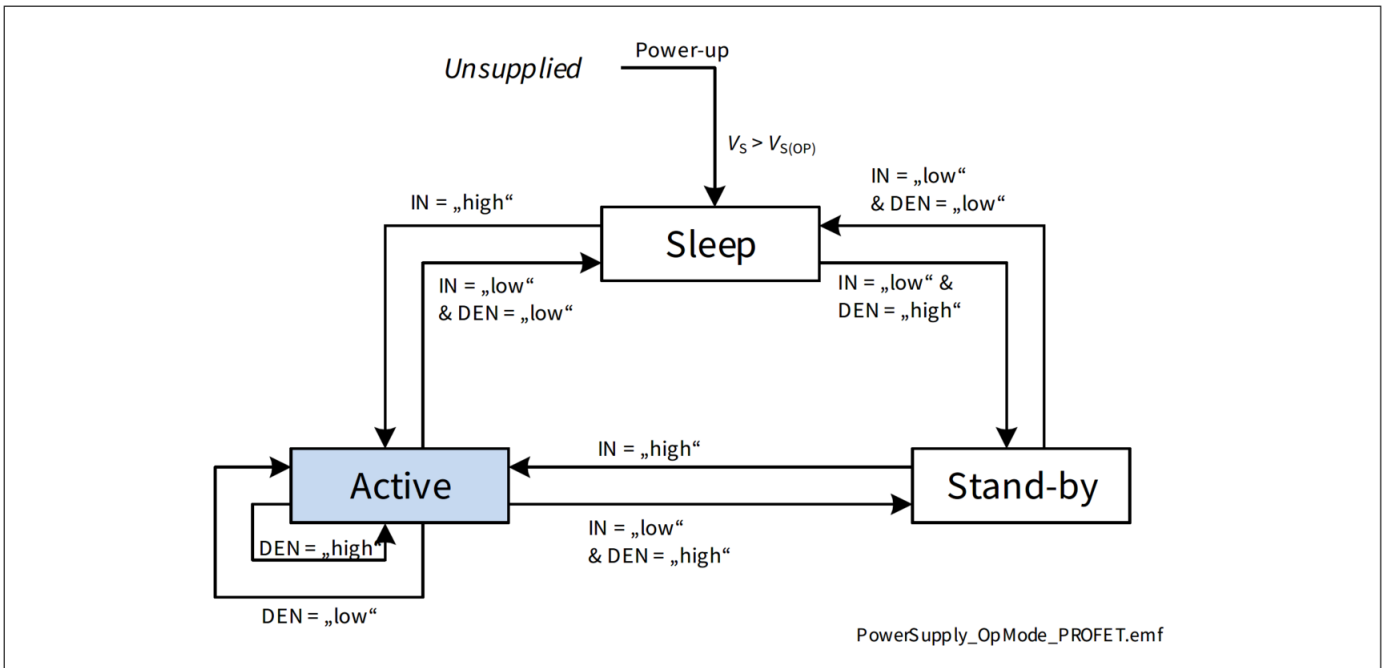 Power-up
Unsupplied
VS > VS(OP)
IN = „low“
& DEN = „low“
IN = „high“
Sleep
IN = „low“
& DEN = „low“
IN = „low“ &
DEN = „high“
IN = „high“
Active
Stand-by
IN = „low“
& DEN = „high“
DEN = „high“
DEN = „low“
PowerSupply_OpMode_PROFET.emf